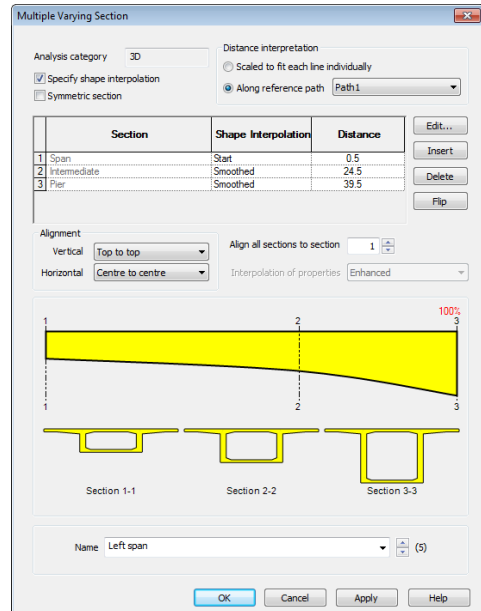 Multiple Varying Section
Analysis category 3D
Specify shape interpolation
Symmetric section
Distance interpretation
Scaled to fit each line individually
Along reference path Path1
Section Shape Interpolation Distance
1 Span Start 0.5
2 Intermediate Smoothed 24.5
3 Pier Smoothed 39.5
Edit...
Insert
Delete
Flip
Alignment
Vertical Top to top
Horizontal Centre to centre
Align all sections to section 1
Interpolation of properties Enhanced
100%
1 2 3
1 2 3
Section 1-1 Section 2-2 Section 3-3
Name Left span (5)
OK Cancel Apply Help